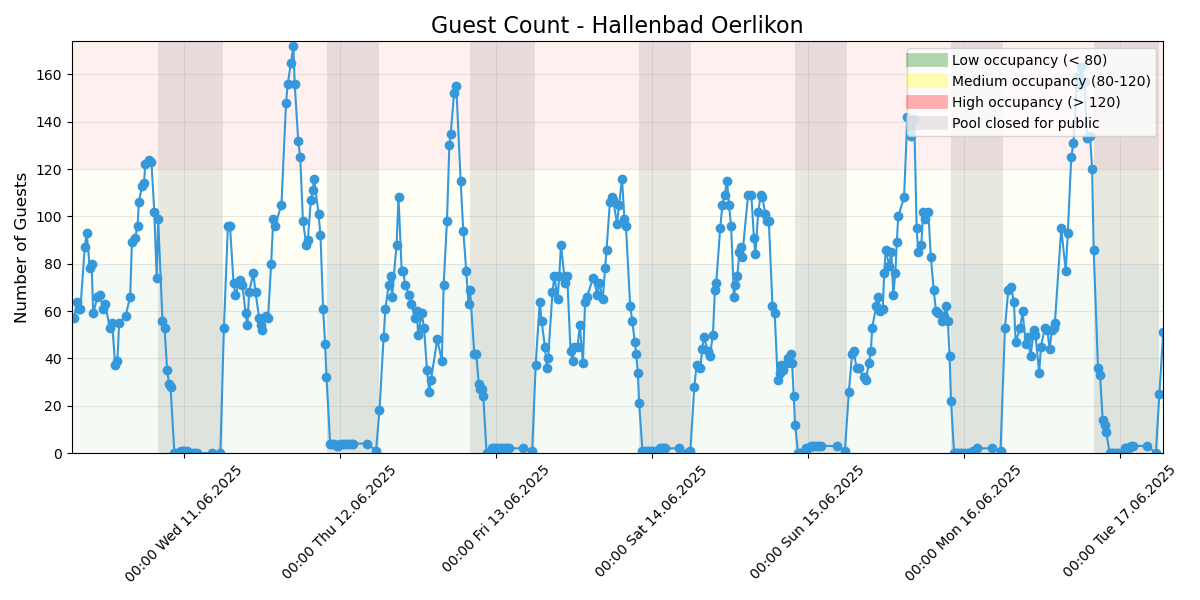 Guest Count - Hallenbad Oerlikon
Low occupancy (< 80)
Medium occupancy (80-120)
High occupancy (> 120)
Pool closed for public
Number of Guests
160
140
120
100
80
60
40
20
0
00:00 Wed 11.06.2025
00:00 Thu 12.06.2025
00:00 Fri 13.06.2025
00:00 Sat 14.06.2025
00:00 Sun 15.06.2025
00:00 Mon 16.06.2025
00:00 Tue 17.06.2025